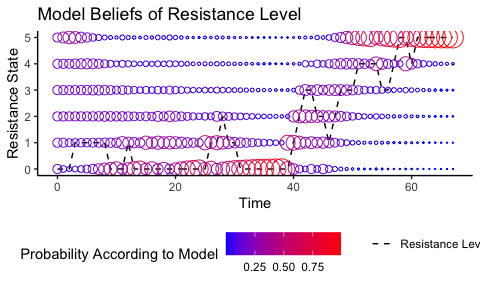 Model Beliefs of Resistance Level
Resistance State
5
4
3
2
1
0
0 20 40 60
Time
Probability According to Model
0.25 0.50 0.75
Resistance Lev